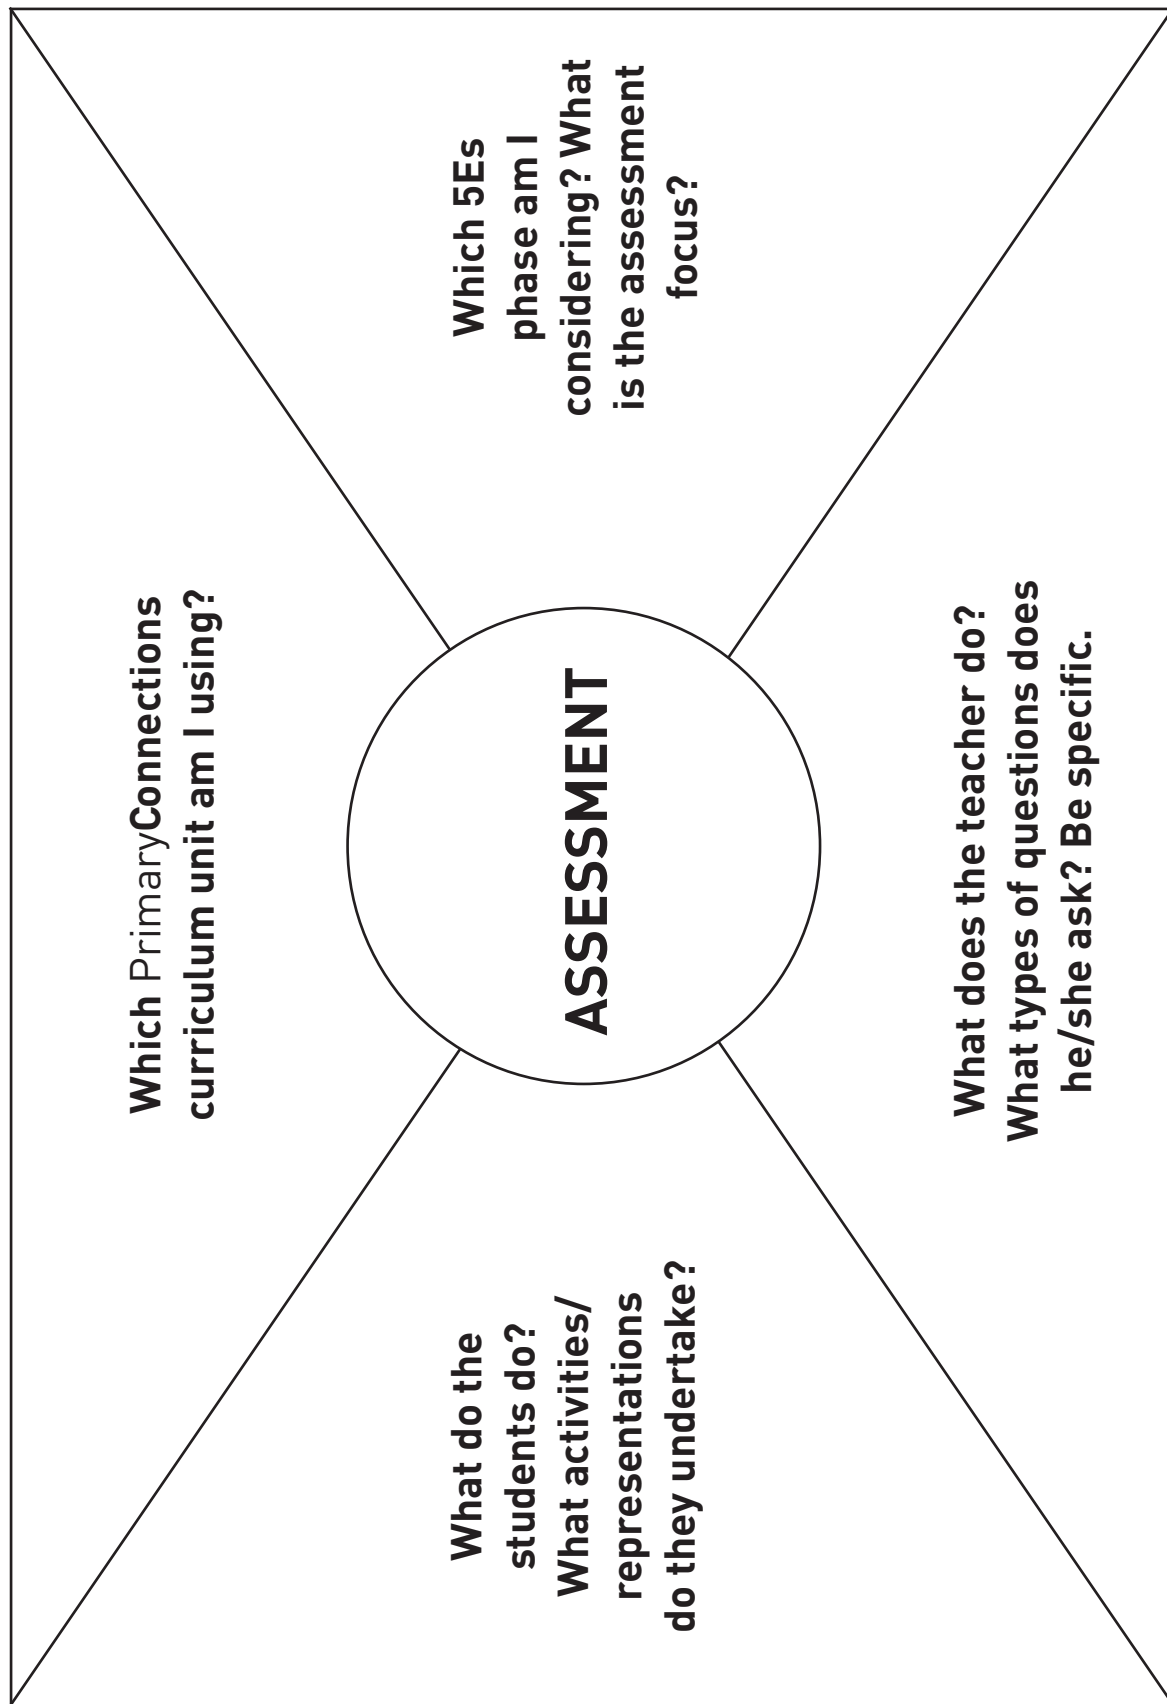 Which PrimaryConnections
curriculum unit am I using?
What do the
students do?
What activities/
representations
do they undertake?
ASSESSMENT
Which 5Es
phase am I
considering? What
is the assessment
focus?
What does the teacher do?
What types of questions does
he/she ask? Be specific.